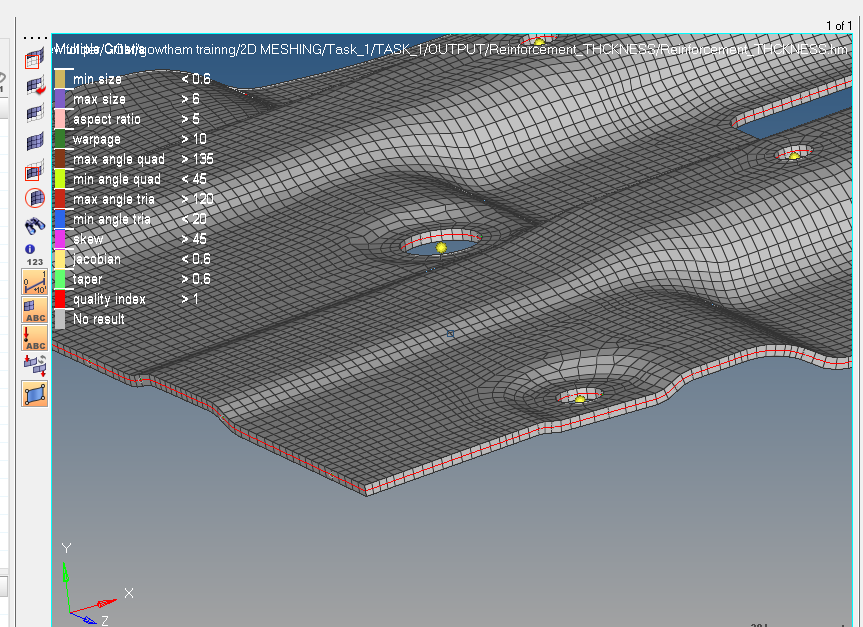 1 of 1
gowtham trainng/2D MESHING/Task_1/TASK_1/OUTPUT/Reinforcement_THCKNESS/Reinforcement_THCKNESS.hm
min size < 0.6
max size > 6
aspect ratio > 5
warpage > 10
max angle quad > 135
min angle quad < 45
max angle tria > 120
min angle tria < 20
skew > 45
jacobian < 0.6
taper > 0.6
quality index > 1
No result
123
ABC
ABC
Y
X
Z